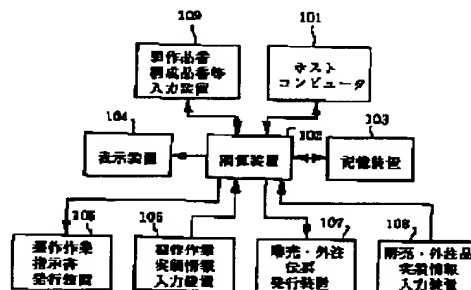 109
101
製作品番
構成品番等
入力装置
ホスト
コンピュータ
104
102
103
表示装置
演算装置
記憶装置
105
106
107
108
製作作業
指示書
発行装置
製作作業
実績情報
入力装置
購売・外注
伝票
発行装置
購売・外注品
実績情報
入力装置